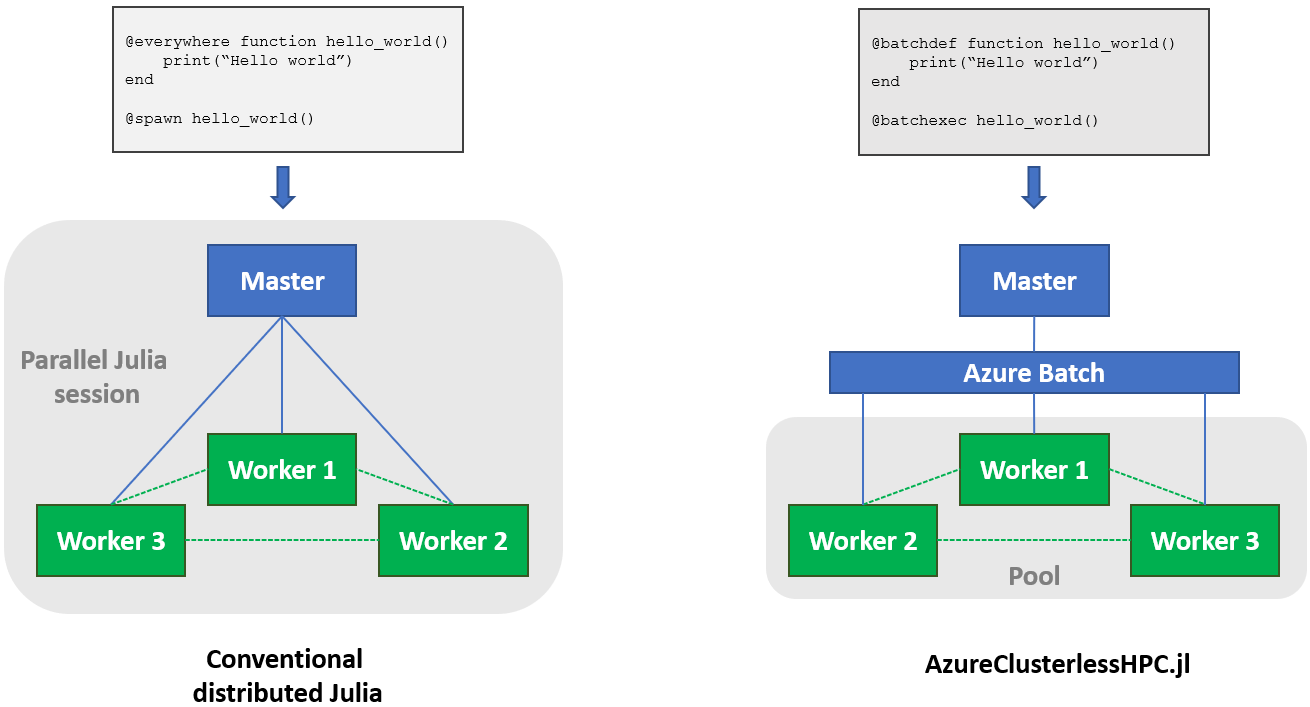 @everywhere function hello_world()
    print(“Hello world”)
end
@spawn hello_world()
Master
Parallel Julia
session
Worker 1
Worker 3
Worker 2
Conventional
distributed Julia
@batchdef function hello_world()
    print(“Hello world”)
end
@batchexec hello_world()
Master
Azure Batch
Worker 1
Worker 2
Worker 3
Pool
AzureClusterlessHPC.jl